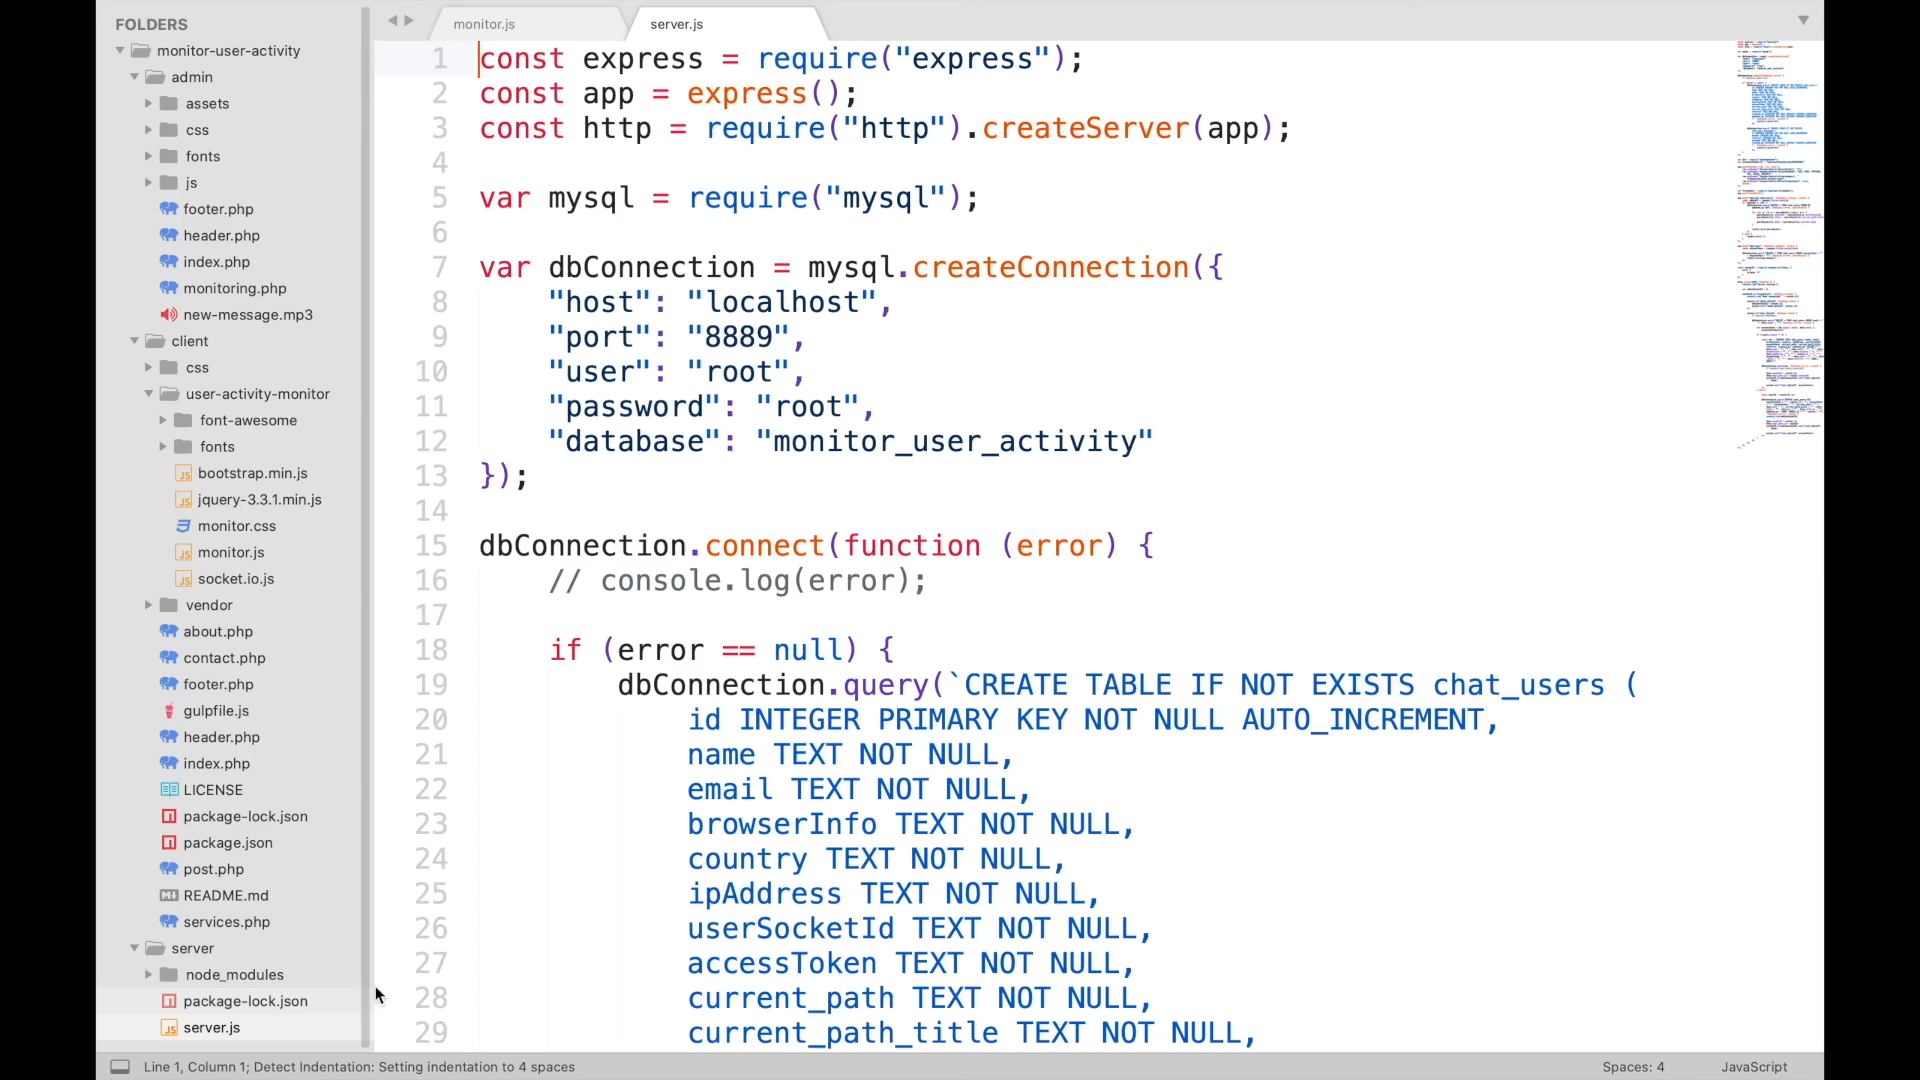 FOLDERS
monitor-user-activity
admin
assets
css
fonts
js
footer.php
header.php
index.php
monitoring.php
new-message.mp3
client
css
user-activity-monitor
font-awesome
fonts
bootstrap.min.js
jquery-3.3.1.min.js
monitor.css
monitor.js
socket.io.js
vendor
about.php
contact.php
footer.php
gulpfile.js
header.php
index.php
LICENSE
package-lock.json
package.json
post.php
README.md
services.php
server
node_modules
package-lock.json
server.js
monitor.js
server.js
1 const express = require("express");
2 const app = express();
3 const http = require("http").createServer(app);
4
5 var mysql = require("mysql");
6
7 var dbConnection = mysql.createConnection({
8 "host": "localhost",
9 "port": "8889",
10 "user": "root",
11 "password": "root",
12 "database": "monitor_user_activity"
13 });
14
15 dbConnection.connect(function (error) {
16 // console.log(error);
17
18 if (error == null) {
19 dbConnection.query(`CREATE TABLE IF NOT EXISTS chat_users (
20 id INTEGER PRIMARY KEY NOT NULL AUTO_INCREMENT,
21 name TEXT NOT NULL,
22 email TEXT NOT NULL,
23 browserInfo TEXT NOT NULL,
24 country TEXT NOT NULL,
25 ipAddress TEXT NOT NULL,
26 userSocketId TEXT NOT NULL,
27 accessToken TEXT NOT NULL,
28 current_path TEXT NOT NULL,
29 current_path_title TEXT NOT NULL,
Line 1, Column 1; Detect Indentation: Setting indentation to 4 spaces
Spaces: 4
JavaScript